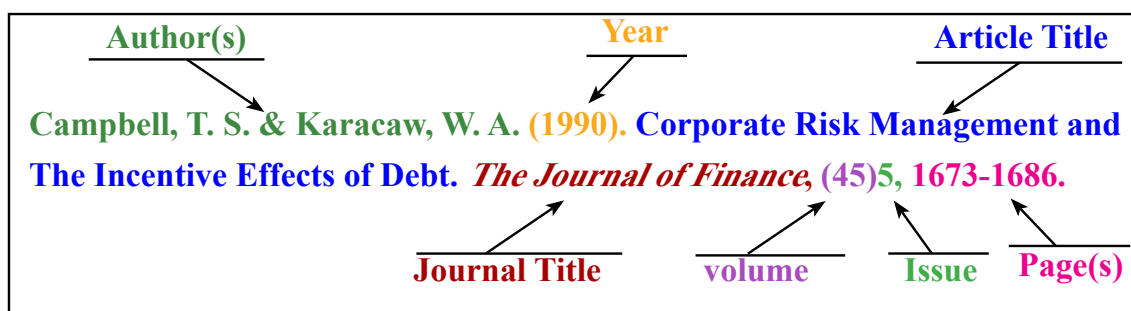 Author(s) Year Article Title
Campbell, T. S. & Karacaw, W. A. (1990). Corporate Risk Management and
The Incentive Effects of Debt. The Journal of Finance, (45)5, 1673-1686.
Journal Title volume Issue Page(s)